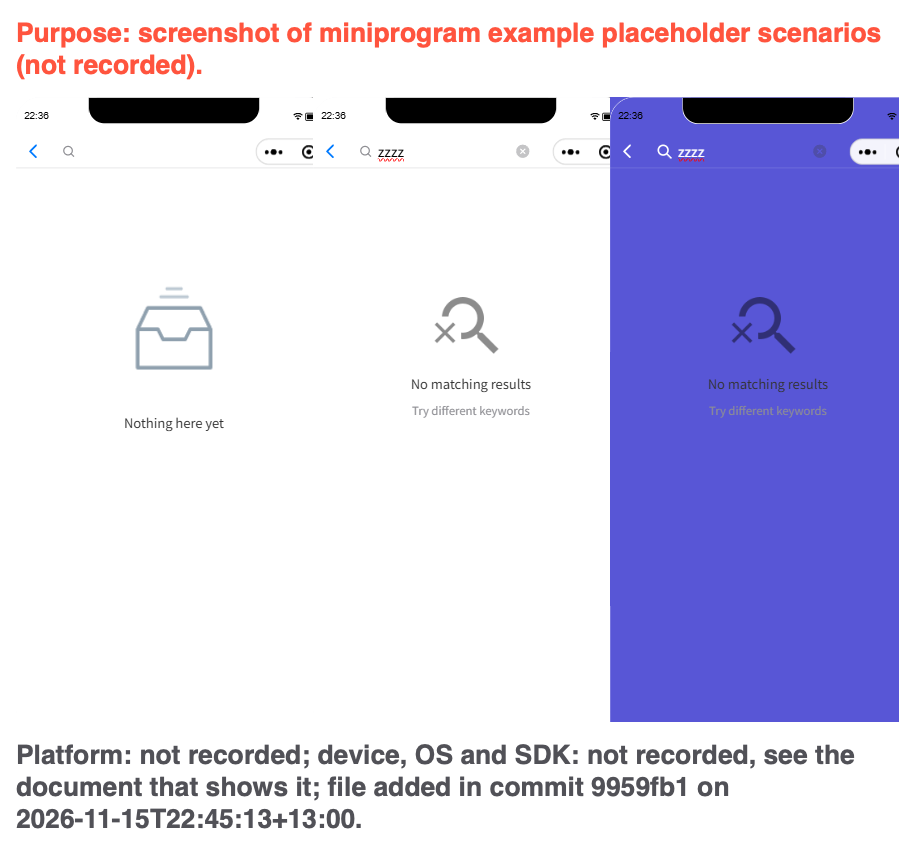 Purpose: screenshot of miniprogram example placeholder scenarios
(not recorded).
22:36
22:36
22:36
zzzz
zzzz
Nothing here yet
No matching results
Try different keywords
No matching results
Try different keywords
Platform: not recorded; device, OS and SDK: not recorded, see the
document that shows it; file added in commit 9959fb1 on
2026-11-15T22:45:13+13:00.